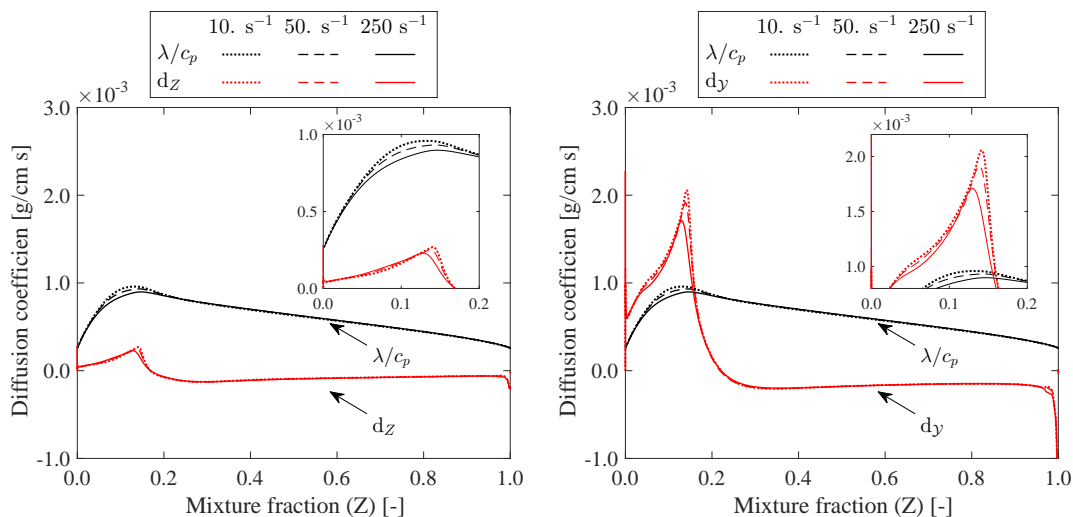 10. s⁻¹ 50. s⁻¹ 250 s⁻¹
λ/cₚ
d_Z
×10⁻³
3.0
2.0
1.0
0.0
-1.0
Diffusion coefficien [g/cm s]
×10⁻³
1.0
0.5
0.0
0.0 0.1 0.2
λ/cₚ
d_Z
0.0 0.2 0.4 0.6 0.8 1.0
Mixture fraction (Z) [-]
10. s⁻¹ 50. s⁻¹ 250 s⁻¹
λ/cₚ
d_𝒴
×10⁻³
3.0
2.0
1.0
0.0
-1.0
Diffusion coefficien [g/cm s]
×10⁻³
2.0
1.5
1.0
0.0 0.1 0.2
λ/cₚ
d_𝒴
0.0 0.2 0.4 0.6 0.8 1.0
Mixture fraction (Z) [-]